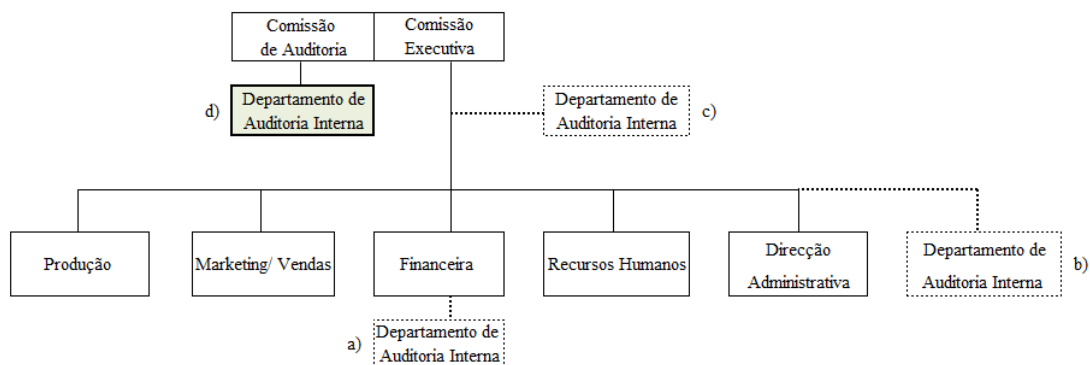 Comissão
de Auditoria
Comissão
Executiva
d)
Departamento de
Auditoria Interna
Departamento de
Auditoria Interna
c)
Produção
Marketing/ Vendas
Financeira
Recursos Humanos
Direcção
Administrativa
Departamento de
Auditoria Interna
b)
a)
Departamento de
Auditoria Interna